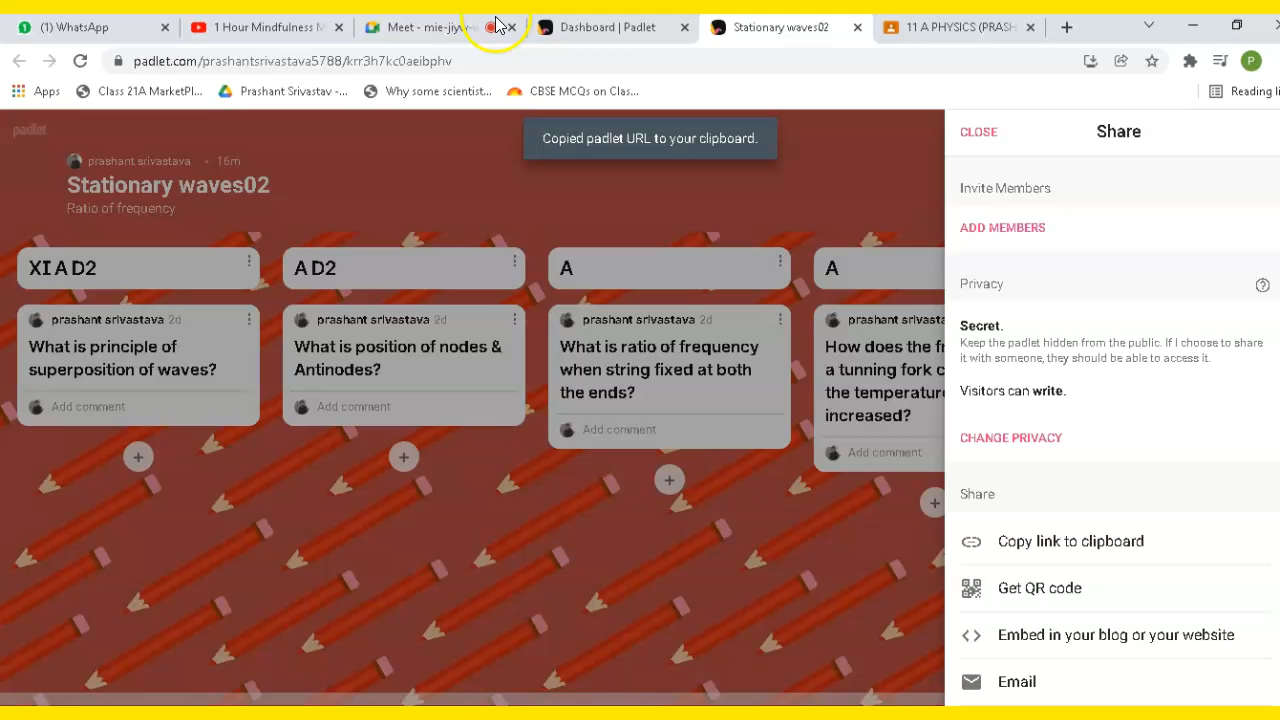 (1) WhatsApp
1 Hour Mindfulness M
Meet - mie-jiyw-
Dashboard | Padlet
Stationary waves02
11 A PHYSICS (PRASH
padlet.com/prashantsrivastava5788/krr3h7kc0aeibphv
P
Apps
Class 21A MarketPl...
Prashant Srivastav -...
Why some scientist...
CBSE MCQs on Clas...
Reading li
padlet
Copied padlet URL to your clipboard.
prashant srivastava • 16m
Stationary waves02
Ratio of frequency
XI A D2
prashant srivastava 2d
What is principle of
superposition of waves?
Add comment
A D2
prashant srivastava 2d
What is position of nodes &
Antinodes?
Add comment
A
prashant srivastava 2d
What is ratio of frequency
when string fixed at both
the ends?
Add comment
A
prashant srivasta
How does the fr
a tunning fork c
the temperature
increased?
Add comment
CLOSE
Share
Invite Members
ADD MEMBERS
Privacy
Secret.
Keep the padlet hidden from the public. If I choose to share
it with someone, they should be able to access it.
Visitors can write.
CHANGE PRIVACY
Share
Copy link to clipboard
Get QR code
Embed in your blog or your website
Email